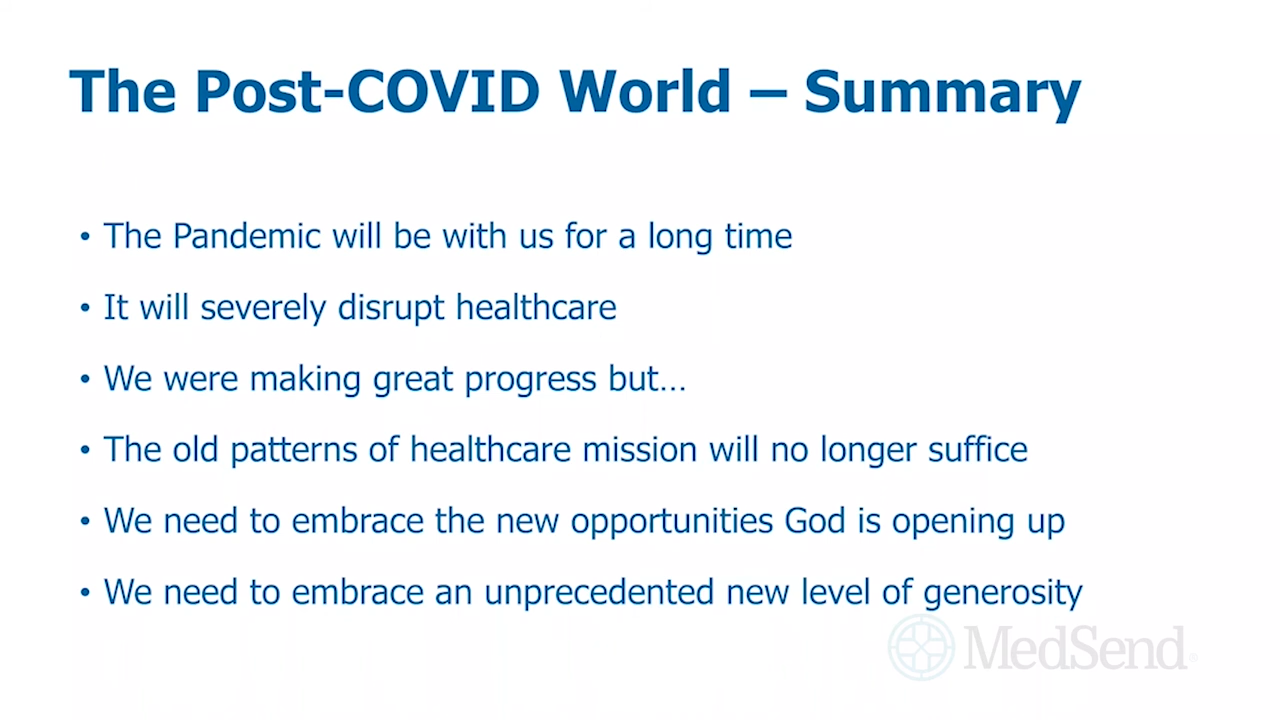 The Post-COVID World – Summary
• The Pandemic will be with us for a long time
• It will severely disrupt healthcare
• We were making great progress but…
• The old patterns of healthcare mission will no longer suffice
• We need to embrace the new opportunities God is opening up
• We need to embrace an unprecedented new level of generosity
MedSend®